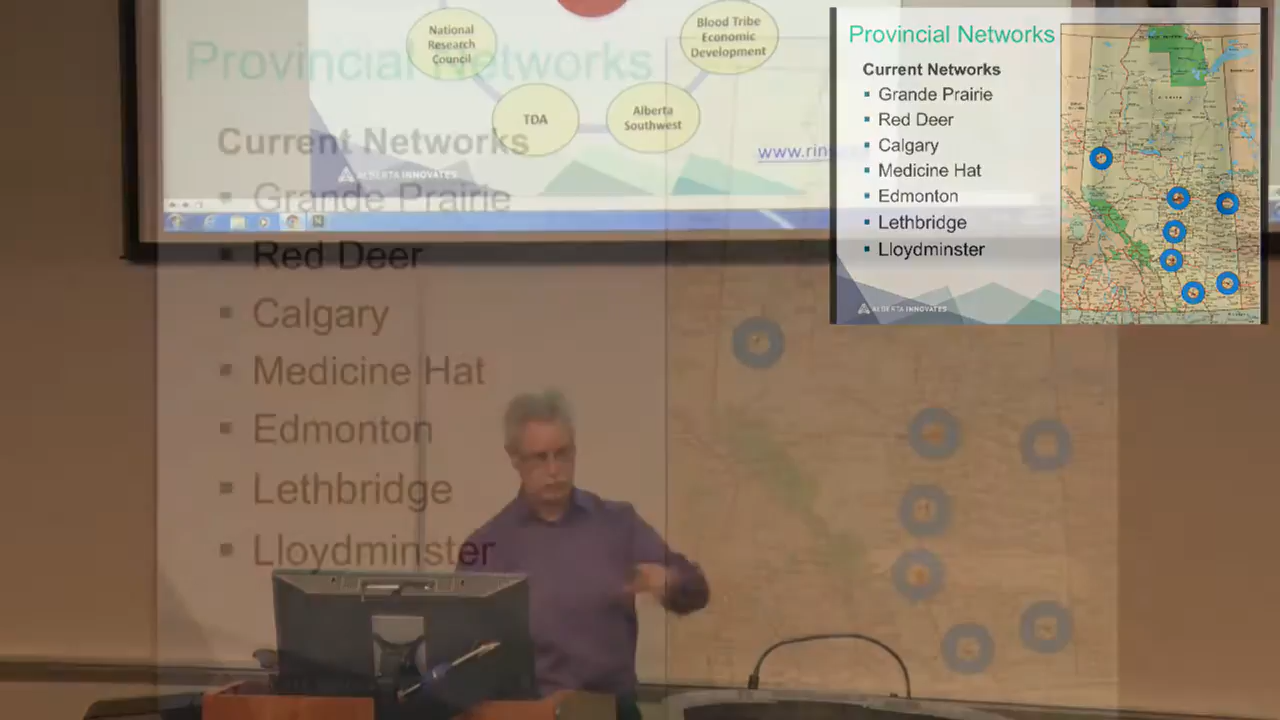 National
Research
Council
Blood Tribe
Economic
Development
TDA
Alberta
Southwest
www.rin
ALBERTA INNOVATES
Provincial Networks
Current Networks
▪ Grande Prairie
▪ Red Deer
▪ Calgary
▪ Medicine Hat
▪ Edmonton
▪ Lethbridge
▪ Lloydminster
Provincial Networks
Current Networks
▪ Grande Prairie
▪ Red Deer
▪ Calgary
▪ Medicine Hat
▪ Edmonton
▪ Lethbridge
▪ Lloydminster
ALBERTA INNOVATES